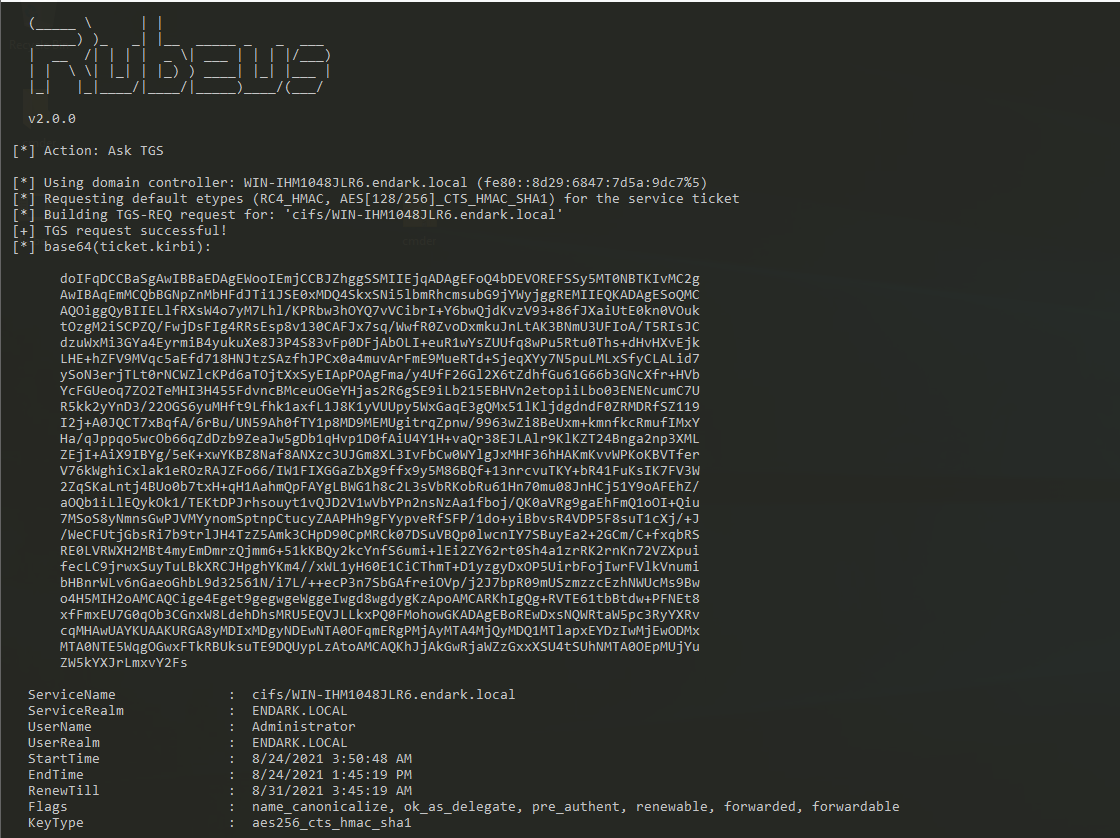 (_____ \      | |
 _____) )_   _| |__  _____ _   _  ___
|  __  /| | | |  _ \| ___ | | | |/___)
| |  \ \| |_| | |_) ) ____| |_| |___ |
|_|   |_|____/|____/|_____)____/(___/
v2.0.0
[*] Action: Ask TGS
[*] Using domain controller: WIN-IHM1048JLR6.endark.local (fe80::8d29:6847:7d5a:9dc7%5)
[*] Requesting default etypes (RC4_HMAC, AES[128/256]_CTS_HMAC_SHA1) for the service ticket
[*] Building TGS-REQ request for: 'cifs/WIN-IHM1048JLR6.endark.local'
[+] TGS request successful!
[*] base64(ticket.kirbi):
doIFqDCCBaSgAwIBBaEDAgEWooIEmjCCBJZhggSSMIIEjqADAgEFoQ4bDEVOREFSSy5MT0NBTKIvMC2g
AwIBAqEmMCQbBGNpZnMbHFdJTi1JSE0xMDQ4SkxSNi5lbmRhcmsubG9jYWyjggREMIIEQKADAgESoQMC
AQOiggQyBIIELlfRXsW4o7yM7Lhl/KPRbw3hOYQ7vVCibrI+Y6bwQjdKvzV93+86fJXaiUtE0kn0VOuk
tOzgM2iSCPZQ/FwjDsFIg4RRsEsp8v130CAFJx7sq/WwfR0ZvoDxmkuJnLtAK3BNmU3UFIoA/T5RIsJC
dzuWxMi3GYa4EyrmiB4yukuXe8J3P4S83vFp0DFjAbOLI+euR1wYsZUUfq8wPu5Rtu0Ths+dHvHXvEjk
LHE+hZFV9MVqc5aEfd718HNJtzSAzfhJPCx0a4muvArFmE9MueRTd+SjeqXYy7N5puLMLxSfyCLALid7
ySoN3erjTLt0rNCWZlcKPd6aTOjtXxSyEIApPOAgFma/y4UfF26Gl2X6tZdhfGu61G66b3GNcXfr+HVb
YcFGUeoq7ZO2TeMHI3H455FdvncBMceuOGeYHjas2R6gSE9iLb215EBHVn2etopiiLbo03ENENcumC7U
R5kk2yYnD3/22OGS6yuMHft9Lfhk1axfL1J8K1yVUUpy5WxGaqE3gQMx51lKljdgdndF0ZRMDRfSZ119
I2j+A0JQCT7xBqfA/6rBu/UN59Ah0fTY1p8MD9MEMUgitrqZpnw/9963wZi8BeUxm+kmnfkcRmufIMxY
Ha/qJppqo5wcOb66qZdDzb9ZeaJw5gDb1qHvp1D0fAiU4Y1H+vaQr38EJLAlr9KlKZT24Bnga2np3XML
ZEjI+AiX9IBYg/5eK+xwYKBZ8Naf8ANXzc3UJGm8XL3IvFbCw0WYlgJxMHF36hHAKmKvvWPKoKBVTfer
V76kWghiCxlak1eROzRAJZFo66/IW1FIXGGaZbXg9ffx9y5M86BQf+13nrcvuTKY+bR41FuKsIK7FV3W
2ZqSKaLntj4BUo0b7txH+qH1AahmQpFAYgLBWG1h8c2L3sVbRKobRu61Hn70mu08JnHCj51Y9oAFEhZ/
aOQb1iLlEQykOk1/TEKtDPJrhsouyt1vQJD2V1wVbYPn2nsNzAa1fboj/QK0aVRg9gaEhFmQ1oOI+Qiu
7MSoS8yNmnsGwPJVMYynomSptnpCtucyZAAPHh9gFYypveRfSFP/1do+yiBbvsR4VDP5F8suT1cXj/+J
/WeCFUtjGbsRi7b9trlJH4TzZ5Amk3CHpD90CpMRCk07DSuVBQp0lwcnIY7SBuyEa2+2GCm/C+fxqbRS
RE0LVRWXH2MBt4myEmDmrzQjmm6+51kKBQy2kcYnfS6umi+lEi2ZY62rt0Sh4a1zrRK2rnKn72VZXpui
fecLC9jrwxSuyTuLBkXRCJHpghYKm4//xWL1yH60E1CiCThmT+D1yzgyDxOP5UirbFojIwrFVlkVnumi
bHBnrWLv6nGaeoGhbL9d32561N/i7L/++ecP3n7SbGAfreiOVp/j2J7bpR09mUSzmzzcEzhNWUcMs9Bw
o4H5MIH2oAMCAQCige4Eget9gegwgeWggeIwgd8wgdygKzApoAMCARKhIgQg+RVTE61tbBtdw+PFNEt8
xfFmxEU7G0qOb3CGnxW8LdehDhsMRU5EQVJLLkxPQ0FMohowGKADAgEBoREwDxsNQWRtaW5pc3RyYXRv
cqMHAwUAYKUAAKURGA8yMDIxMDgyNDEwNTA0OFqmERgPMjAyMTA4MjQyMDQ1MTlapxEYDzIwMjEwODMx
MTA0NTE5WqgOGwxFTkRBUksuTE9DQUypLzAtoAMCAQKhJjAkGwRjaWZzGxxXSU4tSUhNMTA0OEpMUjYu
ZW5kYXJrLmxvY2Fs
ServiceName : cifs/WIN-IHM1048JLR6.endark.local
ServiceRealm : ENDARK.LOCAL
UserName : Administrator
UserRealm : ENDARK.LOCAL
StartTime : 8/24/2021 3:50:48 AM
EndTime : 8/24/2021 1:45:19 PM
RenewTill : 8/31/2021 3:45:19 AM
Flags : name_canonicalize, ok_as_delegate, pre_authent, renewable, forwarded, forwardable
KeyType : aes256_cts_hmac_sha1